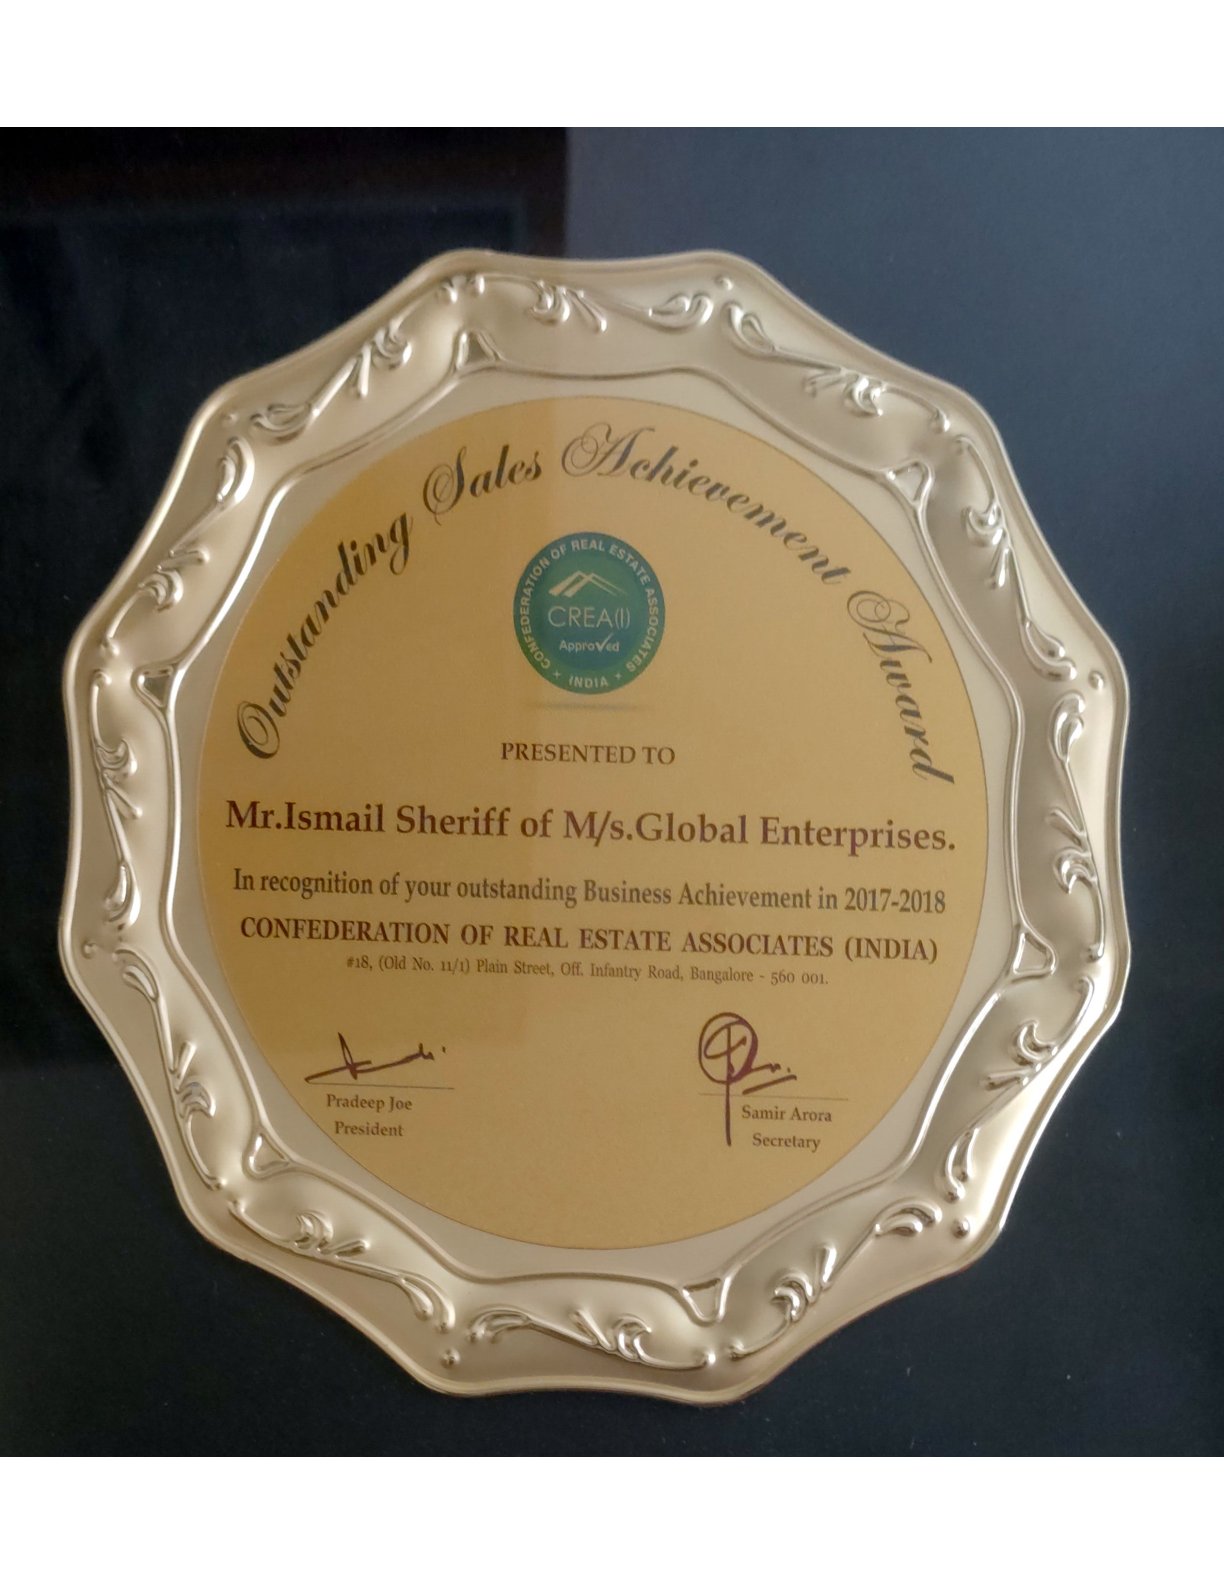 Outstanding Sales Achievement Award
CONFEDERATION OF REAL ESTATE ASSOCIATES
CREA(I)
Approved
* INDIA *
PRESENTED TO
Mr.Ismail Sheriff of M/s.Global Enterprises.
In recognition of your outstanding Business Achievement in 2017-2018
CONFEDERATION OF REAL ESTATE ASSOCIATES (INDIA)
#18, (Old No. 11/1) Plain Street, Off. Infantry Road, Bangalore - 560 001.
Pradeep Joe
President
Samir Arora
Secretary